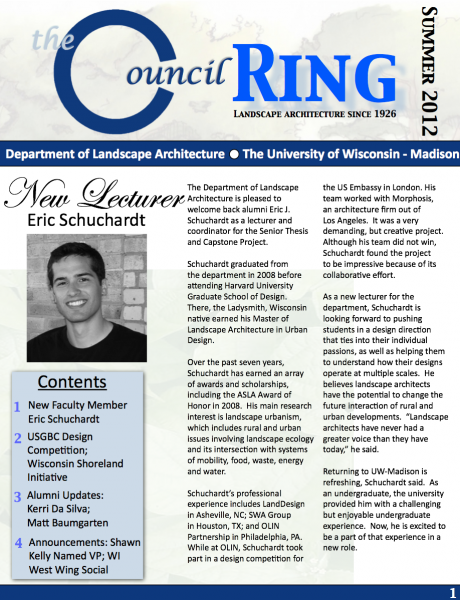 the Council RING
LANDSCAPE ARCHITECTURE SINCE 1926
SUMMER 2012
Department of Landscape Architecture ● The University of Wisconsin - Madison
New Lecturer
Eric Schuchardt
Contents
1 New Faculty Member
Eric Schuchardt
2 USGBC Design
Competition;
Wisconsin Shoreland
Initiative
3 Alumni Updates:
Kerri Da Silva;
Matt Baumgarten
4 Announcements: Shawn
Kelly Named VP; WI
West Wing Social
The Department of Landscape
Architecture is pleased to
welcome back alumni Eric J.
Schuchardt as a lecturer and
coordinator for the Senior Thesis
and Capstone Project.
Schuchardt graduated from
the department in 2008 before
attending Harvard University
Graduate School of Design.
There, the Ladysmith, Wisconsin
native earned his Master of
Landscape Architecture in Urban
Design.
Over the past seven years,
Schuchardt has earned an array
of awards and scholarships,
including the ASLA Award of
Honor in 2008. His main research
interest is landscape urbanism,
which includes rural and urban
issues involving landscape ecology
and its intersection with systems
of mobility, food, waste, energy
and water.
Schuchardt's professional
experience includes LandDesign
in Asheville, NC; SWA Group
in Houston, TX; and OLIN
Partnership in Philadelphia, PA.
While at OLIN, Schuchardt took
part in a design competition for
the US Embassy in London. His
team worked with Morphosis,
an architecture firm out of
Los Angeles. It was a very
demanding, but creative project.
Although his team did not win,
Schuchardt found the project
to be impressive because of its
collaborative effort.
As a new lecturer for the
department, Schuchardt is
looking forward to pushing
students in a design direction
that ties into their individual
passions, as well as helping them
to understand how their designs
operate at multiple scales. He
believes landscape architects
have the potential to change the
future interaction of rural and
urban developments. "Landscape
architects have never had a
greater voice than they have
today," he said.
Returning to UW-Madison is
refreshing, Schuchardt said. As
an undergraduate, the university
provided him with a challenging
but enjoyable undergraduate
experience. Now, he is excited to
be a part of that experience in a
new role.
1